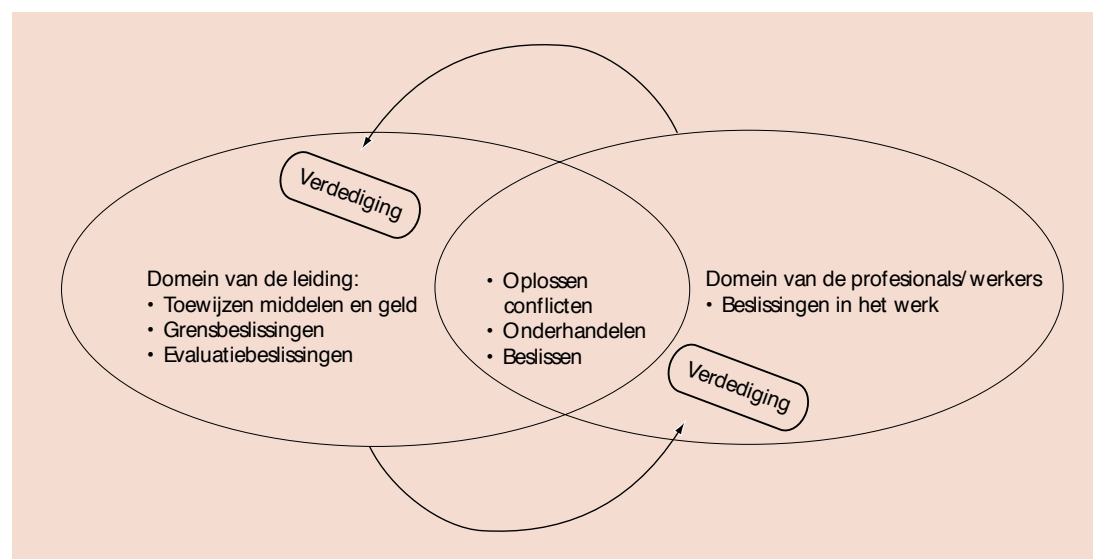 Verdediging
Domein van de leiding:
• Toewijzen middelen en geld
• Grensbeslissingen
• Evaluatiebeslissingen
• Oplossen
conflicten
• Onderhandelen
• Beslissen
Domein van de profesionals/werkers
• Beslissingen in het werk
Verdediging